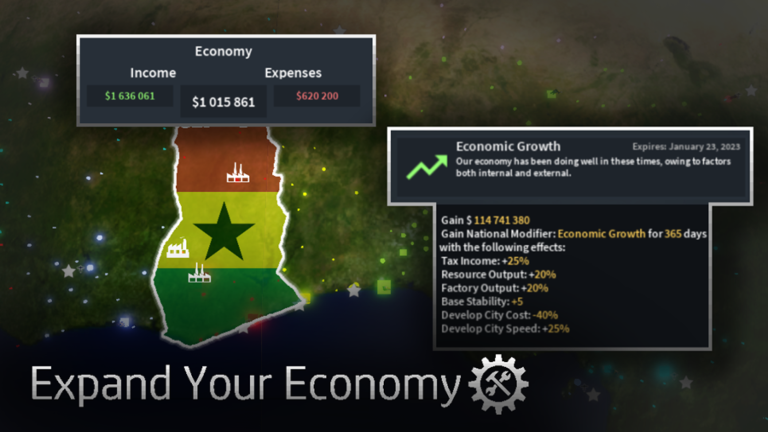 Economy
Income Expenses
$1 636 061 $1 015 861 $620 200
Economic Growth Expires: January 23, 2023
Our economy has been doing well in these times, owing to factors
both internal and external.
Gain $ 114 741 380
Gain National Modifier: Economic Growth for 365 days
with the following effects:
Tax Income: +25%
Resource Output: +20%
Factory Output: +20%
Base Stability: +5
Develop City Cost: -40%
Develop City Speed: +25%
Expand Your Economy